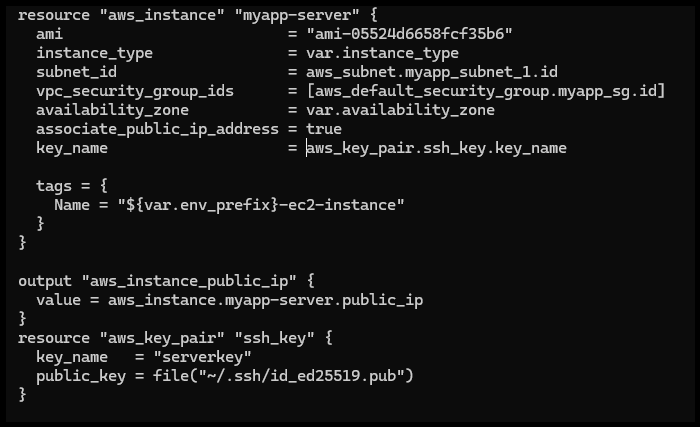 resource "aws_instance" "myapp-server" {
  ami                         = "ami-05524d6658fcf35b6"
  instance_type               = var.instance_type
  subnet_id                   = aws_subnet.myapp_subnet_1.id
  vpc_security_group_ids      = [aws_default_security_group.myapp_sg.id]
  availability_zone           = var.availability_zone
  associate_public_ip_address = true
  key_name                    = aws_key_pair.ssh_key.key_name

  tags = {
    Name = "${var.env_prefix}-ec2-instance"
  }
}

output "aws_instance_public_ip" {
  value = aws_instance.myapp-server.public_ip
}
resource "aws_key_pair" "ssh_key" {
  key_name   = "serverkey"
  public_key = file("~/.ssh/id_ed25519.pub")
}